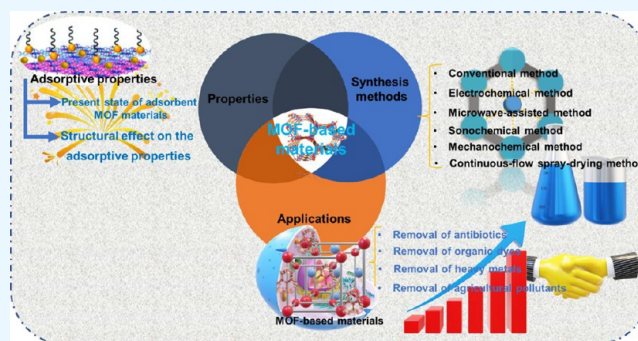 Adsorptive properties
Present state of adsorbent
MOF materials
Structural effect on the
adsorptive properties
Properties
Synthesis
methods
MOF-based
materials
Applications
• Conventional method
• Electrochemical method
• Microwave-assisted method
• Sonochemical method
• Mechanochemical method
• Continuous-flow spray-drying method
• Removal of antibiotics
• Removal of organic dyes
• Removal of heavy metals
• Removal of agricultural pollutants
MOF-based materials